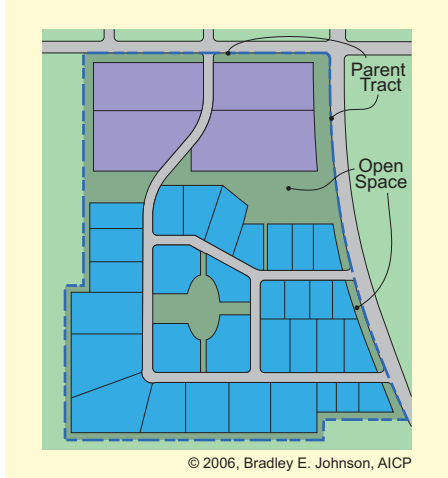 Parent
Tract
Open
Space
© 2006, Bradley E. Johnson, AICP